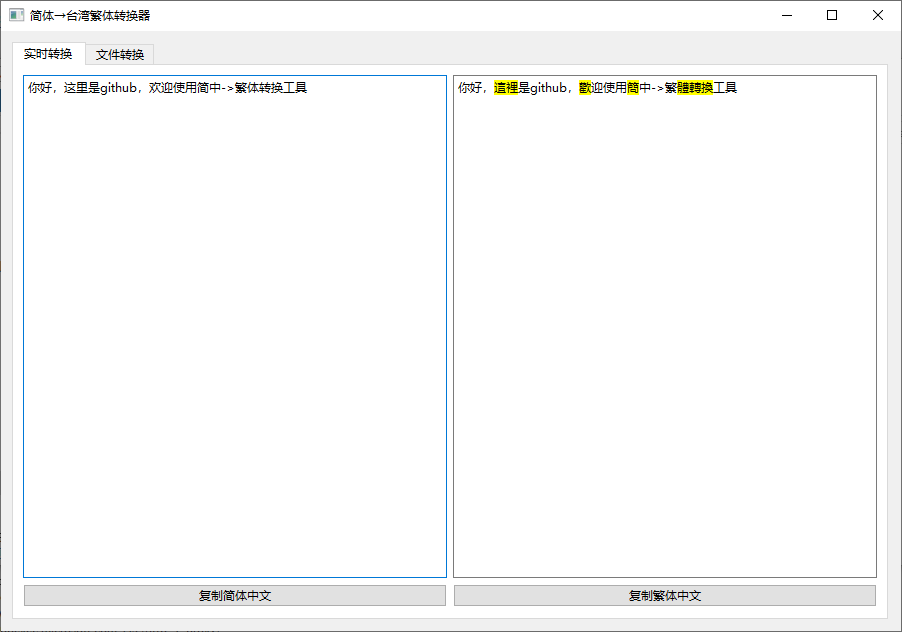 简体→台湾繁体转换器
实时转换
文件转换
你好，这里是github，欢迎使用简中->繁体转换工具
你好，這裡是github，歡迎使用簡中->繁體轉換工具
复制简体中文
复制繁体中文